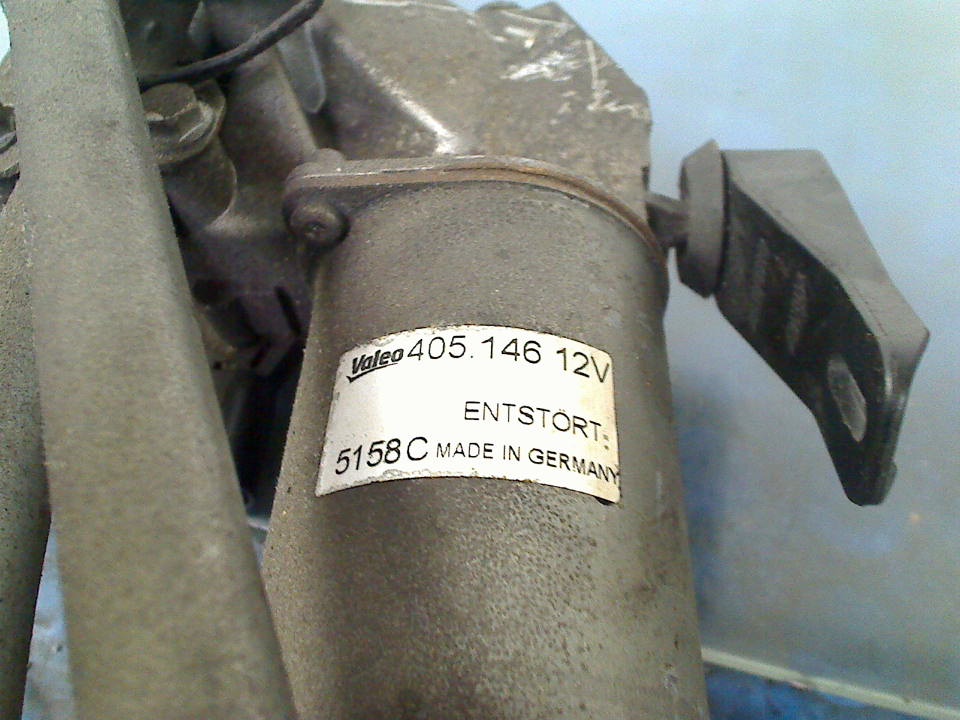 Valeo 405.146 12V
ENTSTÖRT:
5158C MADE IN GERMANY